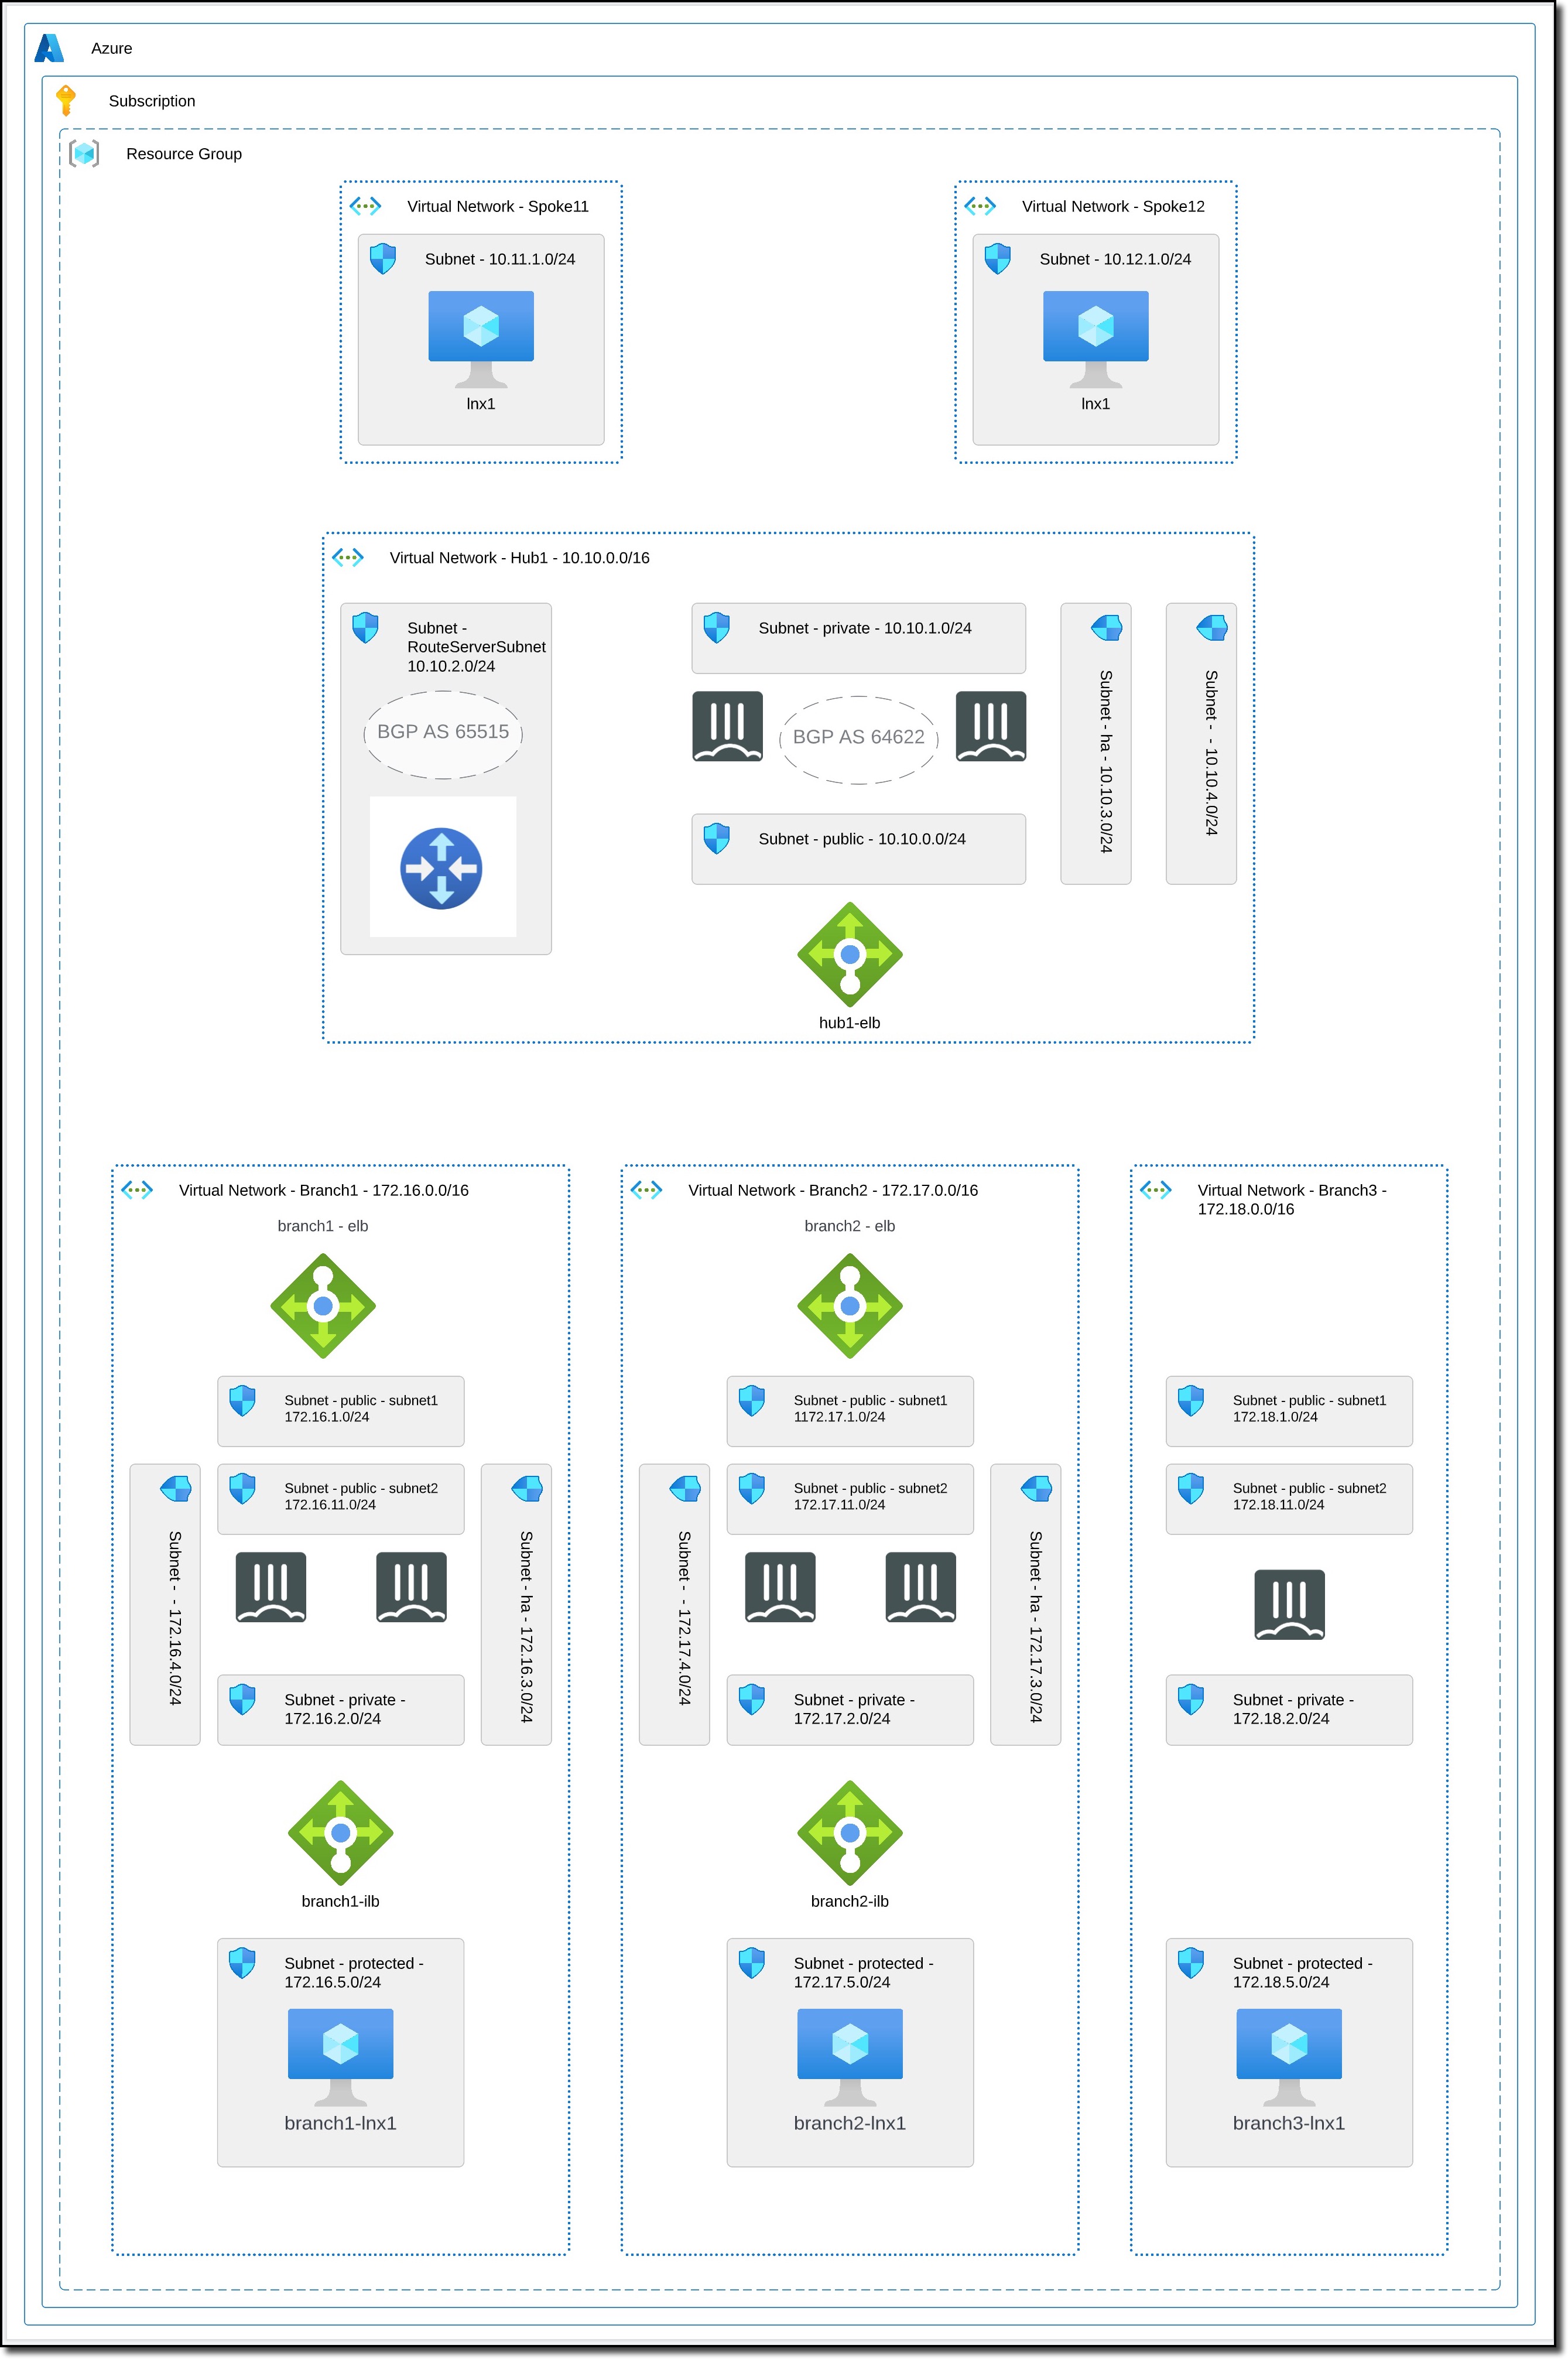 Azure
Subscription
Resource Group
Virtual Network - Spoke11
Subnet - 10.11.1.0/24
lnx1
Virtual Network - Spoke12
Subnet - 10.12.1.0/24
lnx1
Virtual Network - Hub1 - 10.10.0.0/16
Subnet -
RouteServerSubnet
10.10.2.0/24
BGP AS 65515
Subnet - private - 10.10.1.0/24
BGP AS 64622
Subnet - public - 10.10.0.0/24
Subnet - ha - 10.10.3.0/24
Subnet - - 10.10.4.0/24
hub1-elb
Virtual Network - Branch1 - 172.16.0.0/16
branch1 - elb
Subnet - public - subnet1
172.16.1.0/24
Subnet - public - subnet2
172.16.11.0/24
Subnet - - 172.16.4.0/24
Subnet - ha - 172.16.3.0/24
Subnet - private -
172.16.2.0/24
branch1-ilb
Subnet - protected -
172.16.5.0/24
branch1-lnx1
Virtual Network - Branch2 - 172.17.0.0/16
branch2 - elb
Subnet - public - subnet1
1172.17.1.0/24
Subnet - public - subnet2
172.17.11.0/24
Subnet - - 172.17.4.0/24
Subnet - ha - 172.17.3.0/24
Subnet - private -
172.17.2.0/24
branch2-ilb
Subnet - protected -
172.17.5.0/24
branch2-lnx1
Virtual Network - Branch3 -
172.18.0.0/16
Subnet - public - subnet1
172.18.1.0/24
Subnet - public - subnet2
172.18.11.0/24
Subnet - private -
172.18.2.0/24
Subnet - protected -
172.18.5.0/24
branch3-lnx1